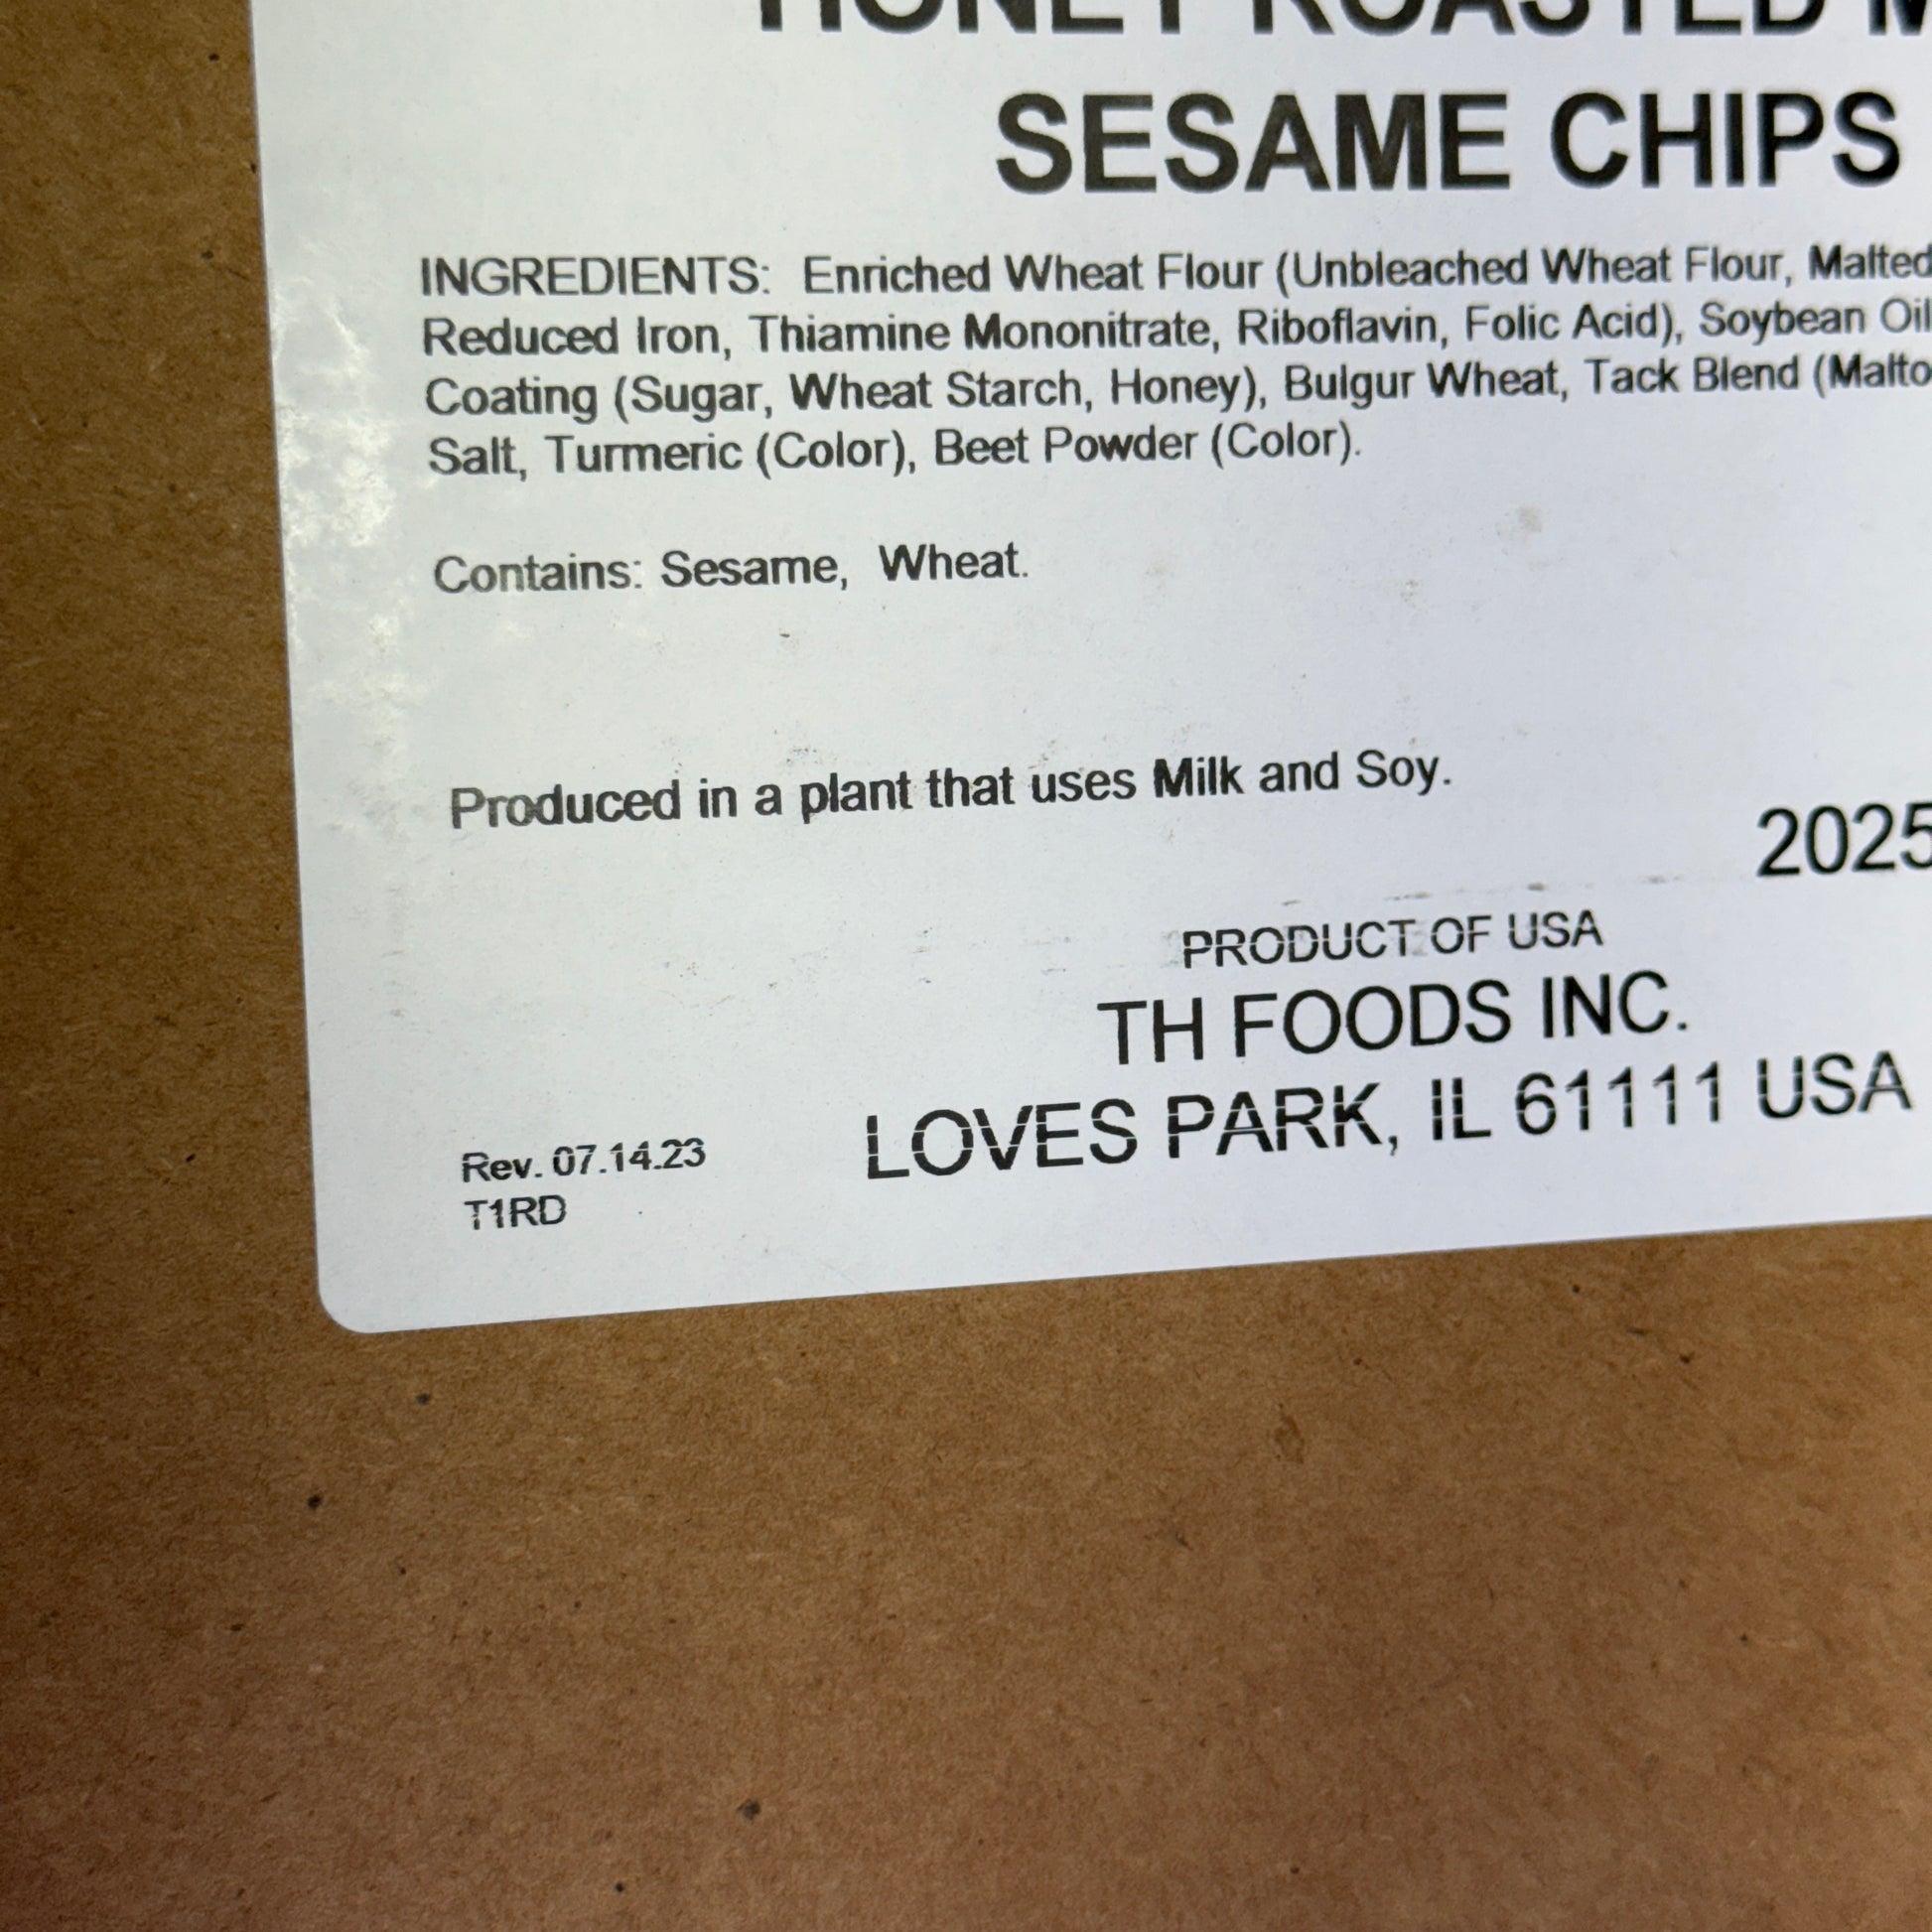 HONEY ROASTED
SESAME CHIPS
INGREDIENTS: Enriched Wheat Flour (Unbleached Wheat Flour, Malted
Reduced Iron, Thiamine Mononitrate, Riboflavin, Folic Acid), Soybean Oil
Coating (Sugar, Wheat Starch, Honey), Bulgur Wheat, Tack Blend (Malto
Salt, Turmeric (Color), Beet Powder (Color).
Contains: Sesame, Wheat.
Produced in a plant that uses Milk and Soy.
2025
PRODUCT OF USA
TH FOODS INC.
LOVES PARK, IL 61111 USA
Rev. 07.14.23
T1RD